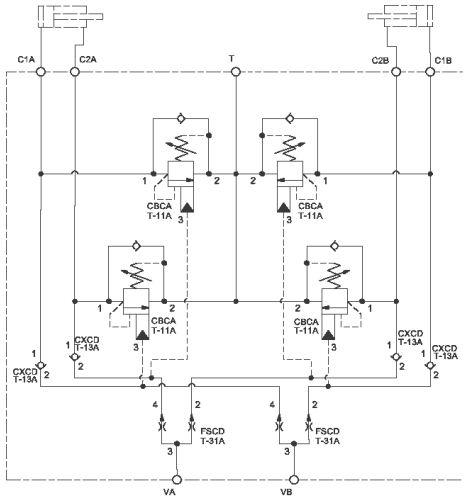 C1A C2A T C2B C1B
1 2 2 1
3 3
CBCA
T-11A
CBCA
T-11A
1 2 2 1
3 3
CBCA
T-11A
CBCA
T-11A
1 CXCD
T-13A
2
1 CXCD
T-13A
2
1
2
CXCD
T-13A
1
2
CXCD
T-13A
4 2 4 2
FSCD
T-31A
FSCD
T-31A
3 3
VA VB